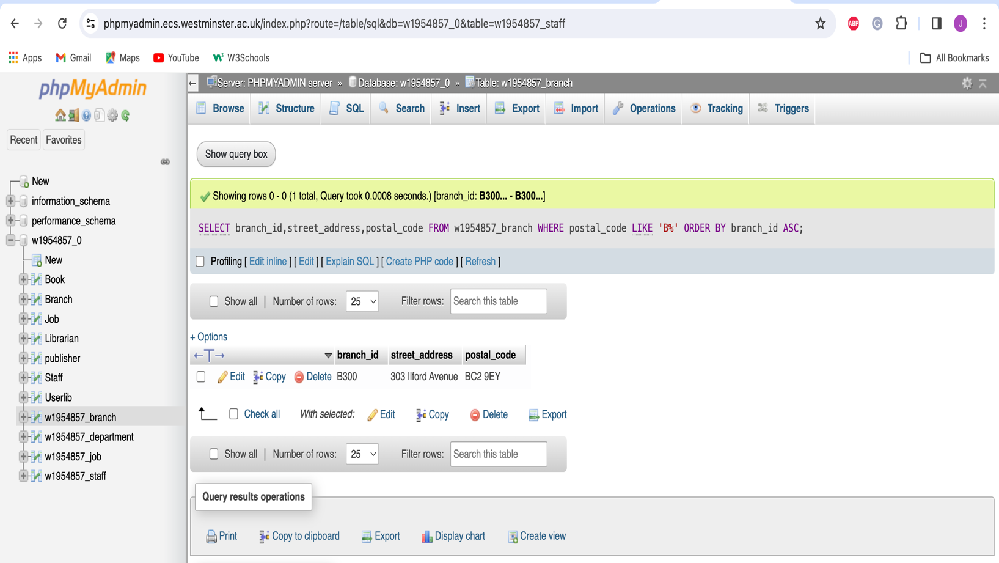 phpmyadmin.ecs.westminster.ac.uk/index.php?route=/table/sql&db=w1954857_0&table=w1954857_staff
ABP G J
Apps Gmail Maps YouTube W3Schools All Bookmarks
phpMyAdmin
Server: PHPMYADMIN server » Database: w1954857_0 » Table: w1954857_branch
Browse Structure SQL Search Insert Export Import Operations Tracking Triggers
Recent Favorites
New
information_schema
performance_schema
w1954857_0
New
Book
Branch
Job
Librarian
publisher
Staff
Userlib
w1954857_branch
w1954857_department
w1954857_job
w1954857_staff
Show query box
Showing rows 0 - 0 (1 total, Query took 0.0008 seconds.) [branch_id: B300... - B300...]
SELECT branch_id,street_address,postal_code FROM w1954857_branch WHERE postal_code LIKE 'B%' ORDER BY branch_id ASC;
Profiling [ Edit inline ] [ Edit ] [ Explain SQL ] [ Create PHP code ] [ Refresh ]
Show all | Number of rows: 25 Filter rows: Search this table
+ Options
←T→ branch_id street_address postal_code
Edit Copy Delete B300 303 Ilford Avenue BC2 9EY
Check all With selected: Edit Copy Delete Export
Show all | Number of rows: 25 Filter rows: Search this table
Query results operations
Print Copy to clipboard Export Display chart Create view